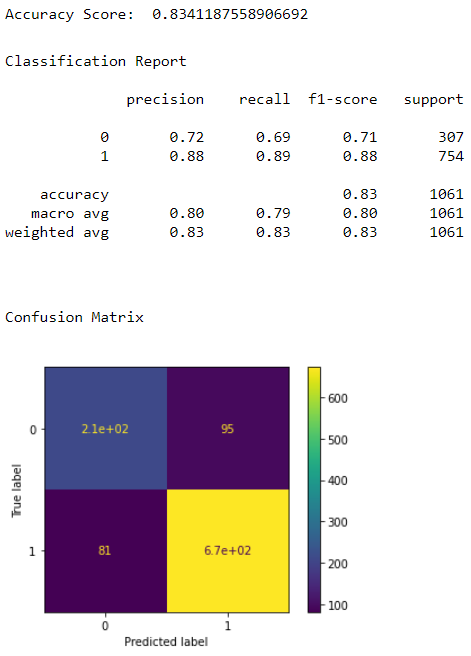 Accuracy Score:  0.8341187558906692
Classification Report
precision recall f1-score support
0 0.72 0.69 0.71 307
1 0.88 0.89 0.88 754
accuracy 0.83 1061
macro avg 0.80 0.79 0.80 1061
weighted avg 0.83 0.83 0.83 1061
Confusion Matrix
600
0 2.1e+02 95
500
400
True label
300
1 81 6.7e+02
200
100
0 1
Predicted label